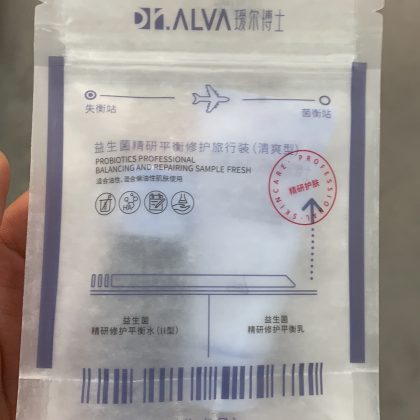 DR.ALVA 瑷尔博士
失衡站
菌衡站
益生菌精研平衡修护旅行装(清爽型)
PROBIOTICS PROFESSIONAL
BALANCING AND REPAIRING SAMPLE FRESH
混合油性、混合偏油性肌肤使用
PROFESSIONAL SKINCARE
精研护肤
益生菌
精研修护平衡水(II型)
益生菌
精研修护平衡乳